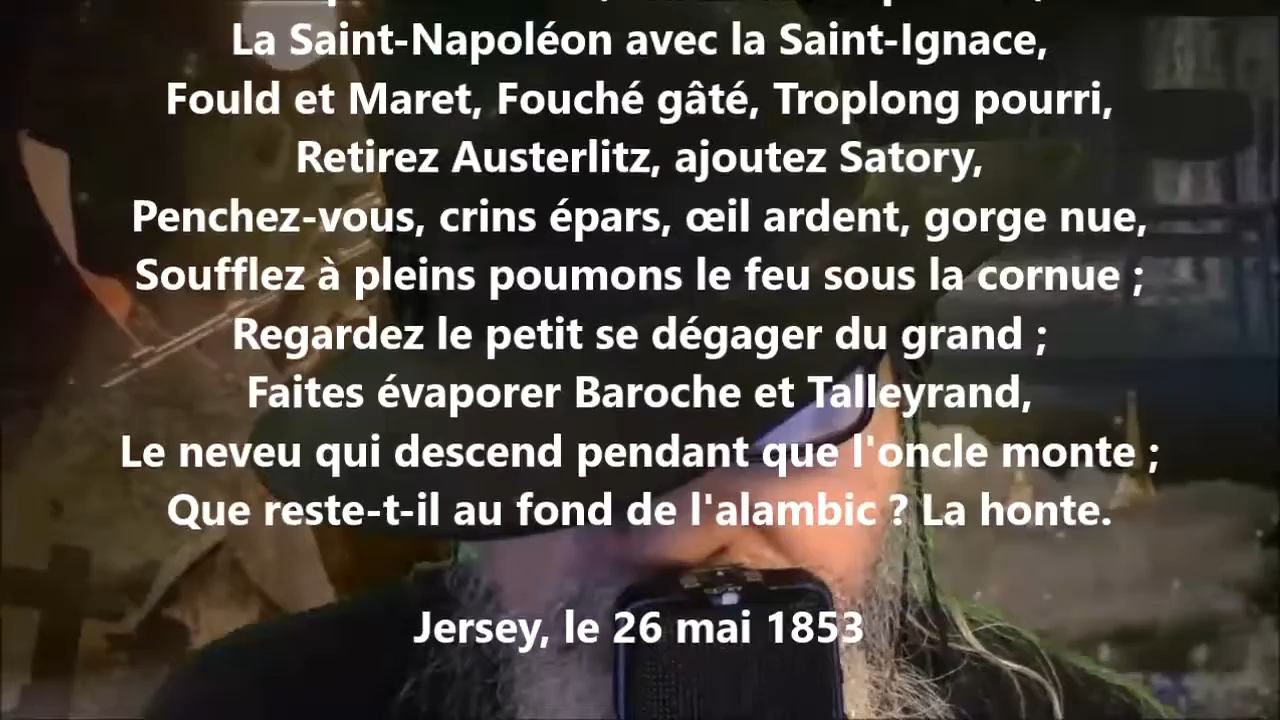 La Saint-Napoléon avec la Saint-Ignace,
Fould et Maret, Fouché gâté, Troplong pourri,
Retirez Austerlitz, ajoutez Satory,
Penchez-vous, crins épars, œil ardent, gorge nue,
Soufflez à pleins poumons le feu sous la cornue ;
Regardez le petit se dégager du grand ;
Faites évaporer Baroche et Talleyrand,
Le neveu qui descend pendant que l'oncle monte ;
Que reste-t-il au fond de l'alambic ? La honte.
Jersey, le 26 mai 1853